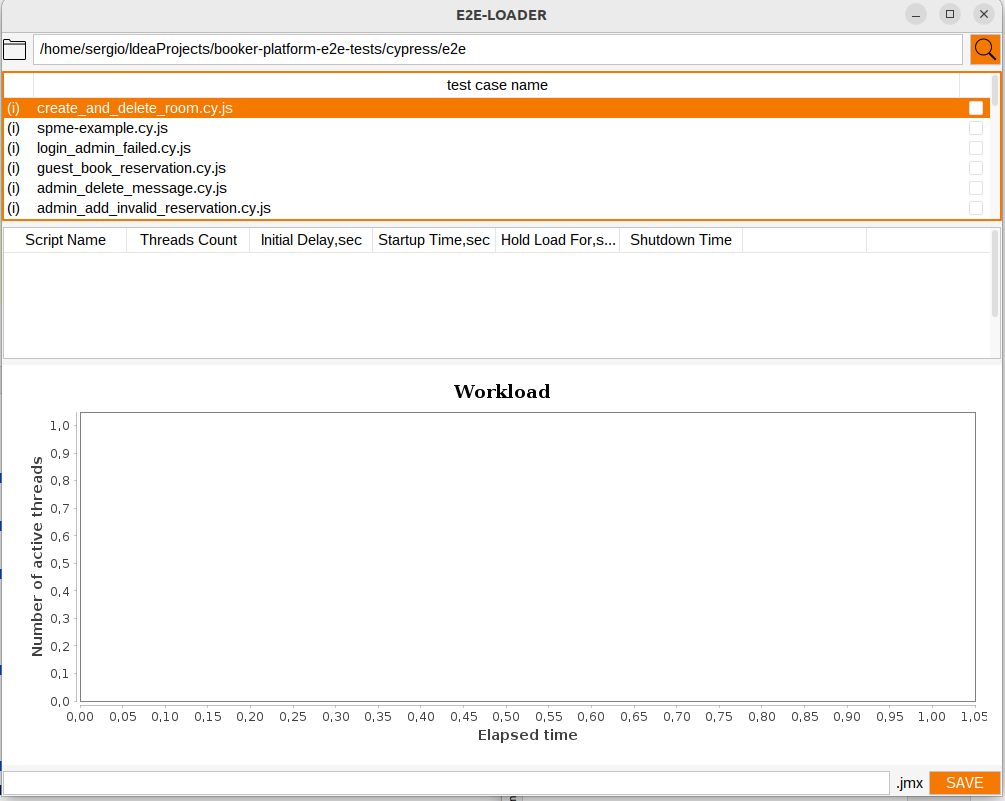 E2E-LOADER
/home/sergio/IdeaProjects/booker-platform-e2e-tests/cypress/e2e
test case name
(i) create_and_delete_room.cy.js
(i) spme-example.cy.js
(i) login_admin_failed.cy.js
(i) guest_book_reservation.cy.js
(i) admin_delete_message.cy.js
(i) admin_add_invalid_reservation.cy.js
Script Name Threads Count Initial Delay,sec Startup Time,sec Hold Load For,s... Shutdown Time
Workload
Number of active threads
1,0
0,9
0,8
0,7
0,6
0,5
0,4
0,3
0,2
0,1
0,0
0,00 0,05 0,10 0,15 0,20 0,25 0,30 0,35 0,40 0,45 0,50 0,55 0,60 0,65 0,70 0,75 0,80 0,85 0,90 0,95 1,00 1,05
Elapsed time
.jmx SAVE